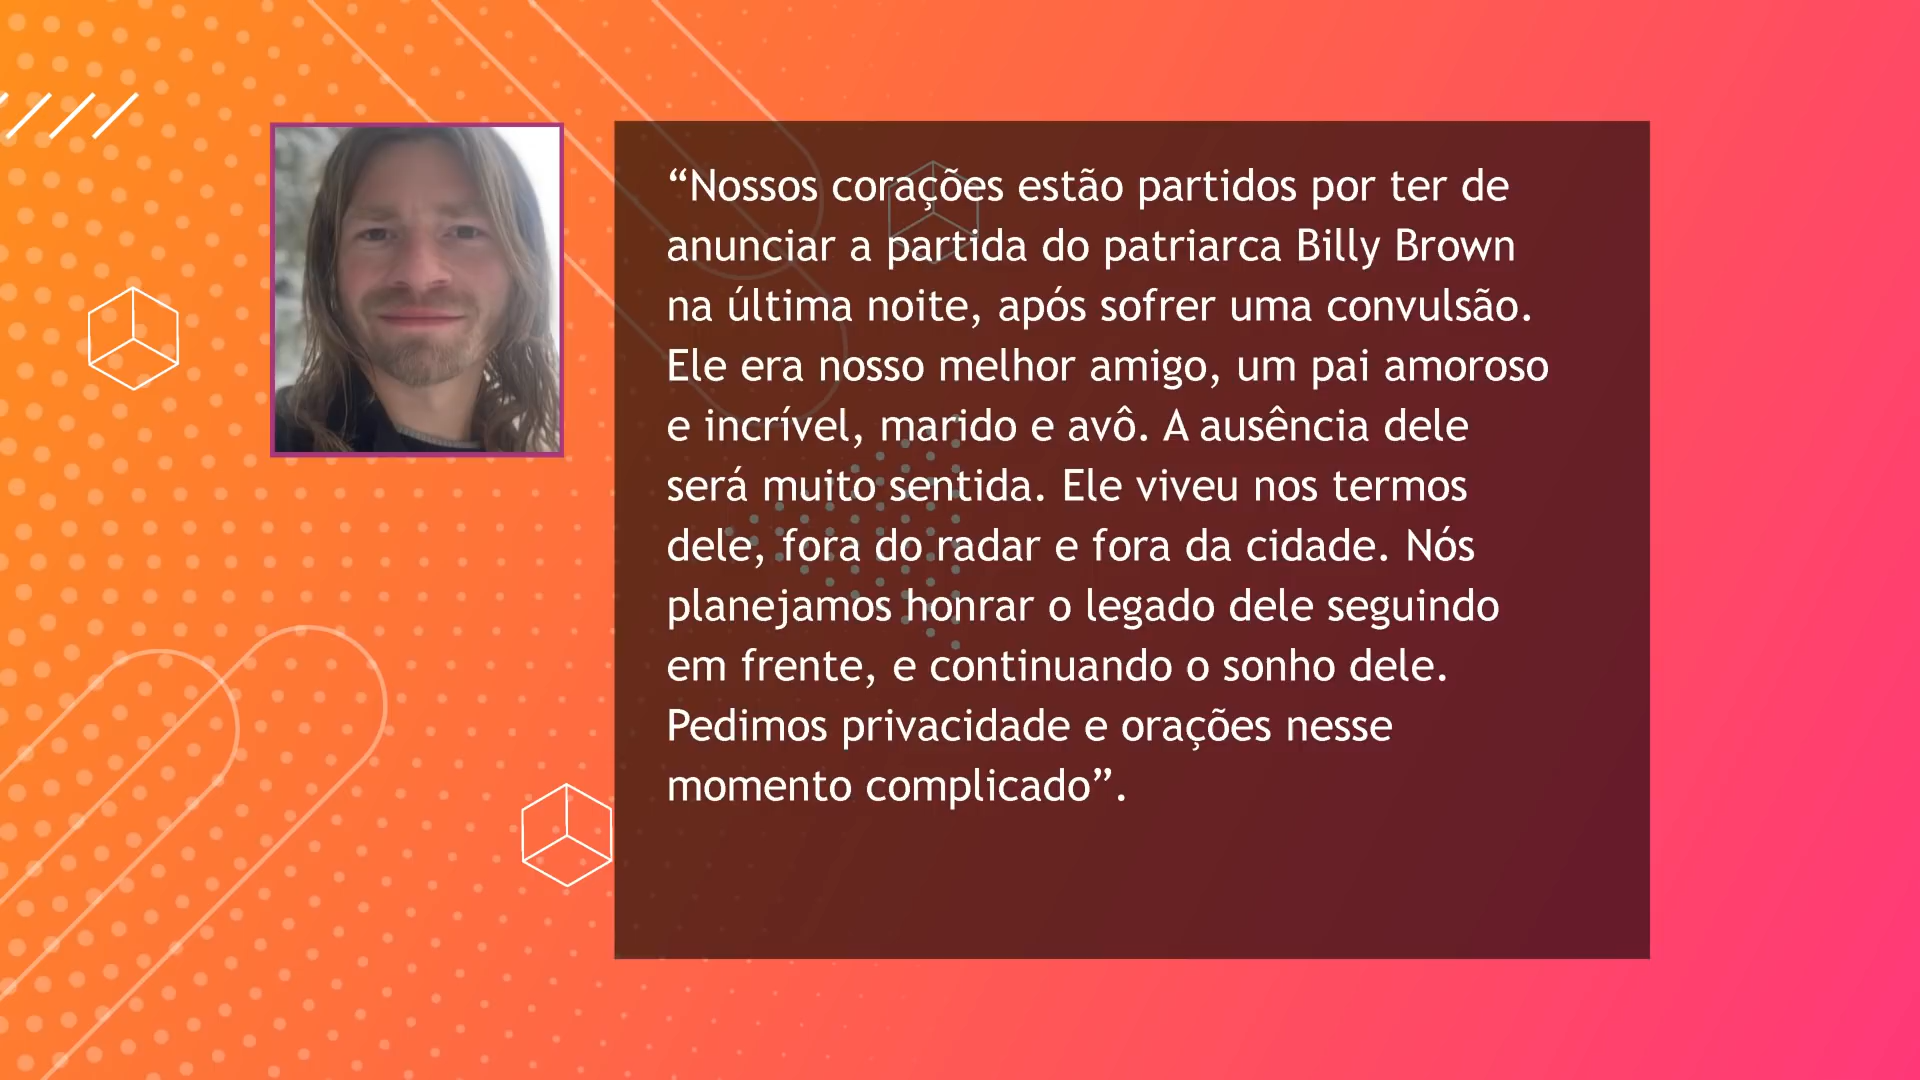 “Nossos corações estão partidos por ter de
anunciar a partida do patriarca Billy Brown
na última noite, após sofrer uma convulsão.
Ele era nosso melhor amigo, um pai amoroso
e incrível, marido e avô. A ausência dele
será muito sentida. Ele viveu nos termos
dele, fora do radar e fora da cidade. Nós
planejamos honrar o legado dele seguindo
em frente, e continuando o sonho dele.
Pedimos privacidade e orações nesse
momento complicado”.